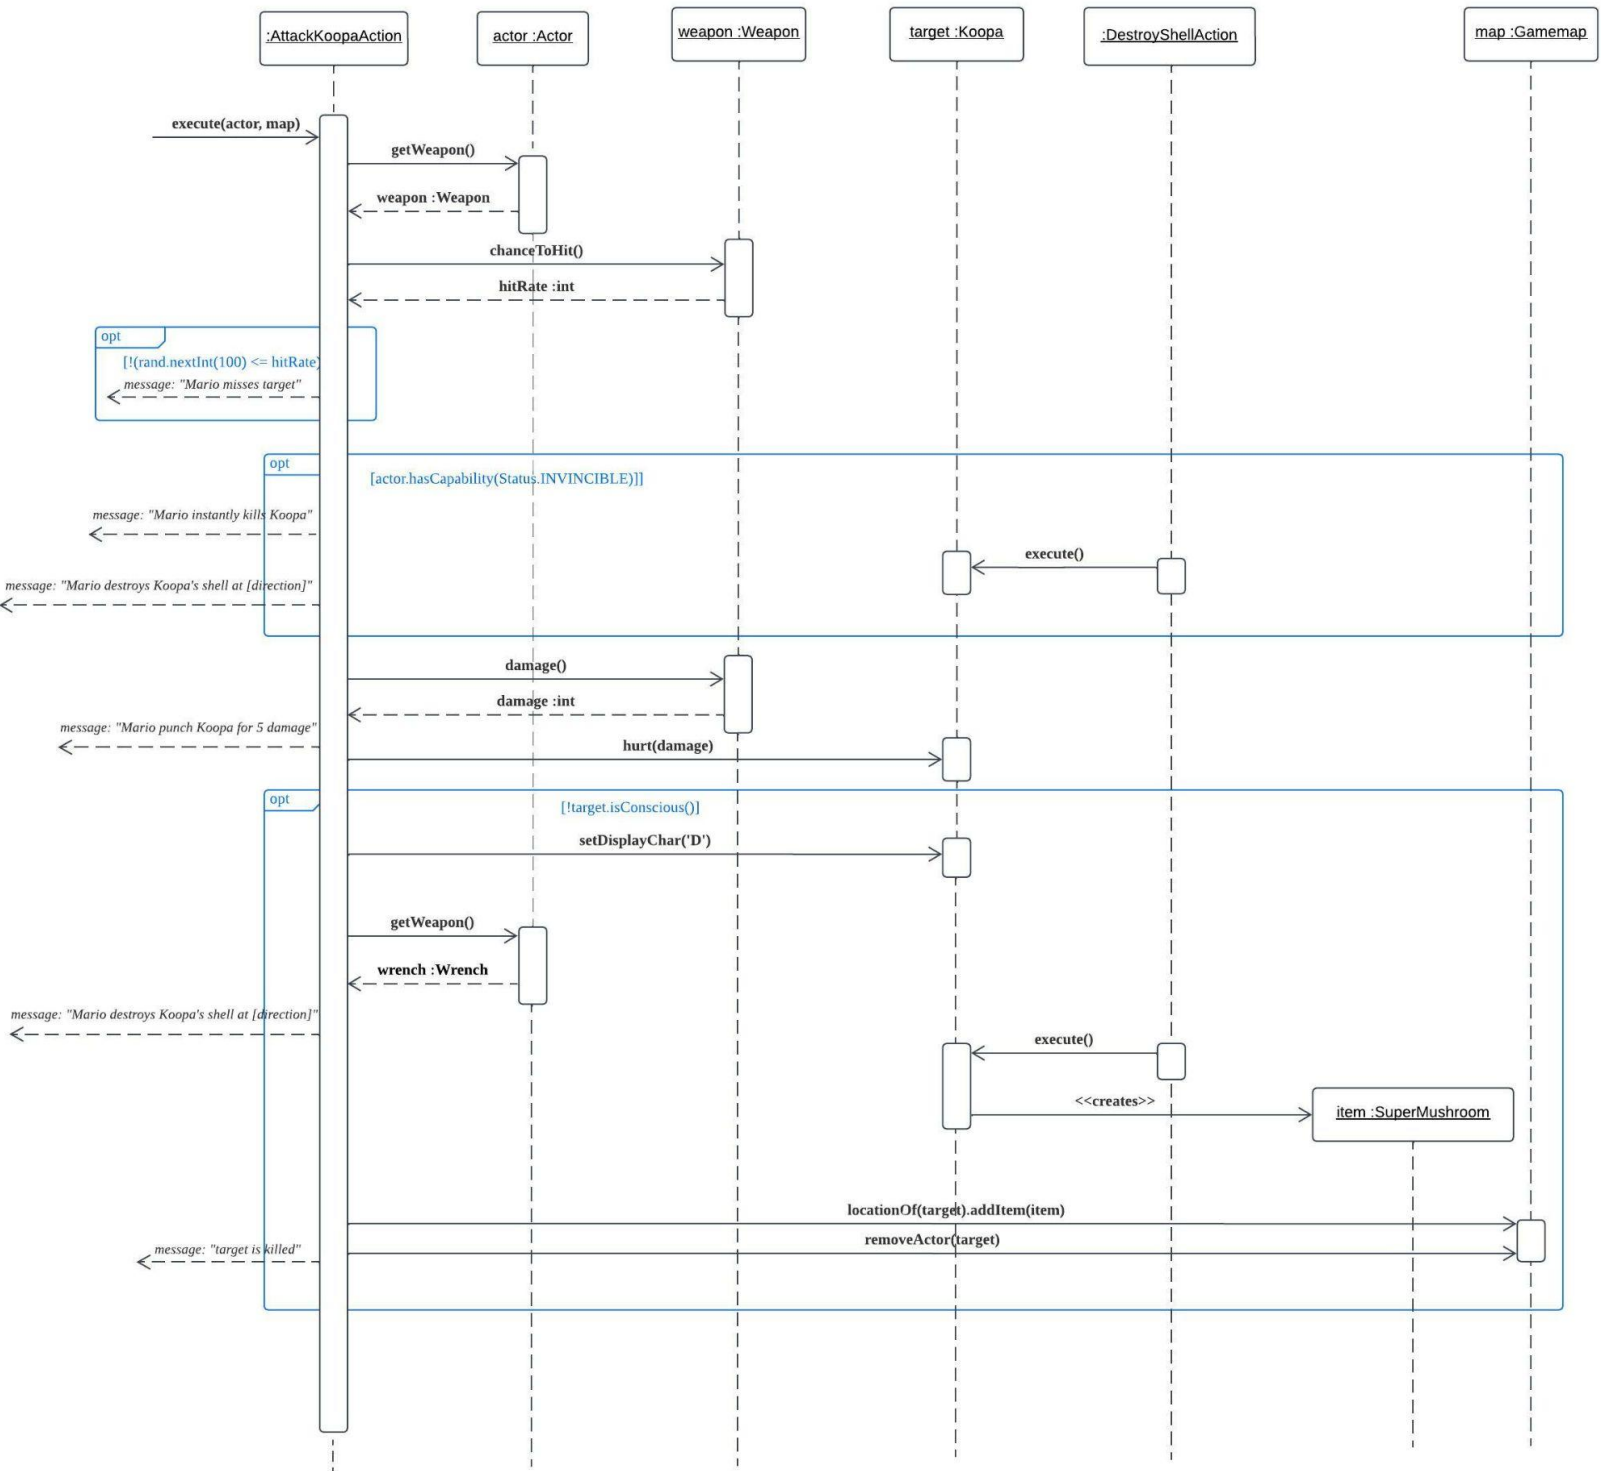 :AttackKoopaAction
actor :Actor
weapon :Weapon
target :Koopa
:DestroyShellAction
map :Gamemap
execute(actor, map)
getWeapon()
weapon :Weapon
chanceToHit()
hitRate :int
opt
[!(rand.nextInt(100) <= hitRate)
message: "Mario misses target"
opt
[actor.hasCapability(Status.INVINCIBLE)]]
message: "Mario instantly kills Koopa"
execute()
message: "Mario destroys Koopa's shell at [direction]"
damage()
damage :int
message: "Mario punch Koopa for 5 damage"
hurt(damage)
opt
[!target.isConscious()]
setDisplayChar('D')
getWeapon()
wrench :Wrench
message: "Mario destroys Koopa's shell at [direction]"
execute()
<<creates>>
item :SuperMushroom
locationOf(target).addItem(item)
removeActor(target)
message: "target is killed"